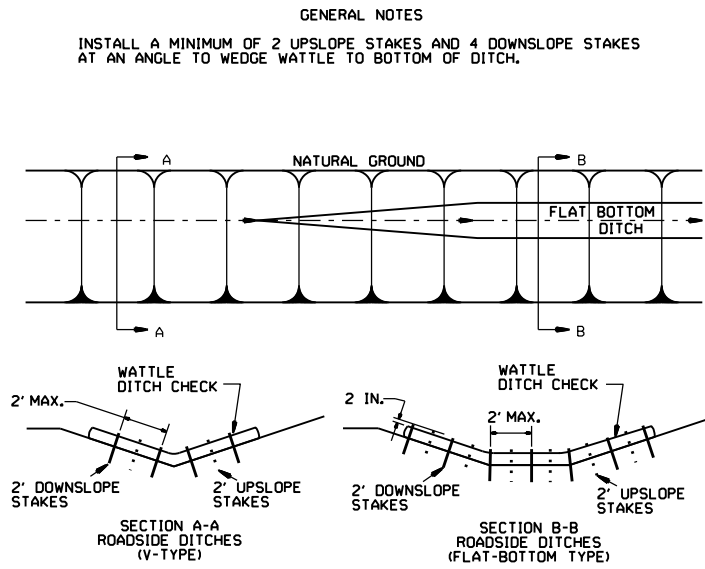 GENERAL NOTES
INSTALL A MINIMUM OF 2 UPSLOPE STAKES AND 4 DOWNSLOPE STAKES
AT AN ANGLE TO WEDGE WATTLE TO BOTTOM OF DITCH.
A
NATURAL GROUND
B
FLAT BOTTOM
DITCH
A
B
WATTLE
DITCH CHECK
2' MAX.
2' DOWNSLOPE
STAKES
2' UPSLOPE
STAKES
SECTION A-A
ROADSIDE DITCHES
(V-TYPE)
WATTLE
DITCH CHECK
2 IN.
2' MAX.
2' DOWNSLOPE
STAKES
2' UPSLOPE
STAKES
SECTION B-B
ROADSIDE DITCHES
(FLAT-BOTTOM TYPE)